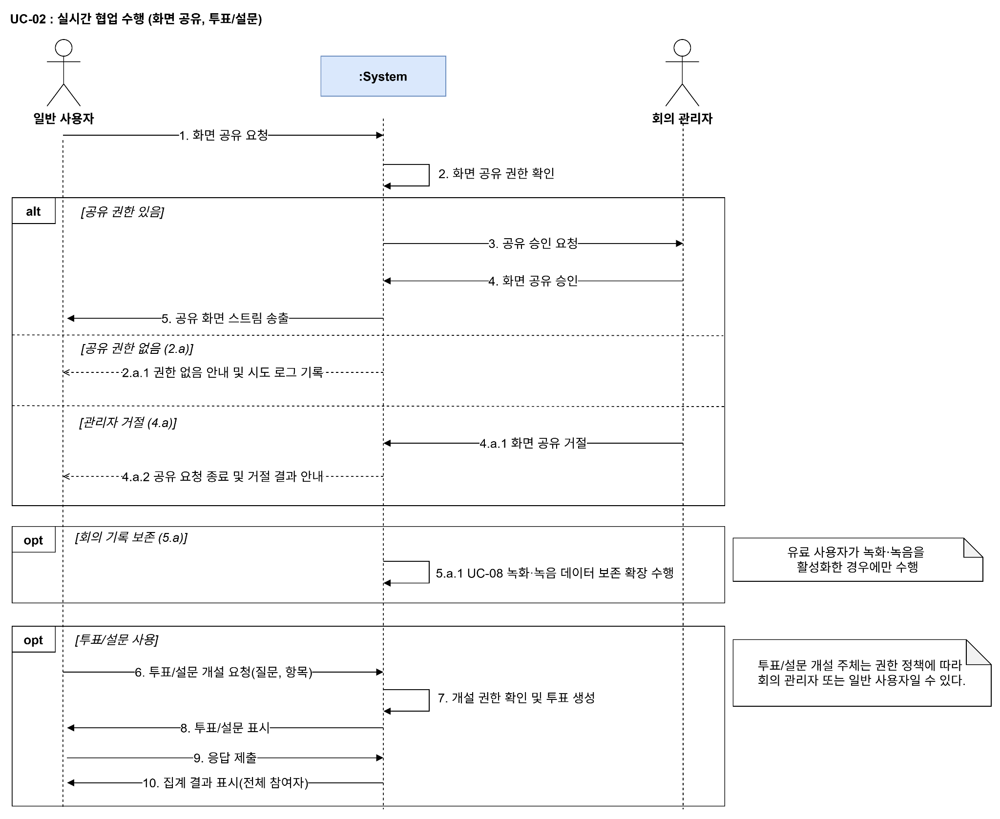 UC-02 : 실시간 협업 수행 (화면 공유, 투표/설문)
:System
일반 사용자
회의 관리자
1. 화면 공유 요청
2. 화면 공유 권한 확인
alt
[공유 권한 있음]
3. 공유 승인 요청
4. 화면 공유 승인
5. 공유 화면 스트림 송출
[공유 권한 없음 (2.a)]
2.a.1 권한 없음 안내 및 시도 로그 기록
[관리자 거절 (4.a)]
4.a.1 화면 공유 거절
4.a.2 공유 요청 종료 및 거절 결과 안내
opt
[회의 기록 보존 (5.a)]
유료 사용자가 녹화·녹음을
활성화한 경우에만 수행
5.a.1 UC-08 녹화·녹음 데이터 보존 확장 수행
opt
[투표/설문 사용]
투표/설문 개설 주체는 권한 정책에 따라
회의 관리자 또는 일반 사용자일 수 있다.
6. 투표/설문 개설 요청(질문, 항목)
7. 개설 권한 확인 및 투표 생성
8. 투표/설문 표시
9. 응답 제출
10. 집계 결과 표시(전체 참여자)